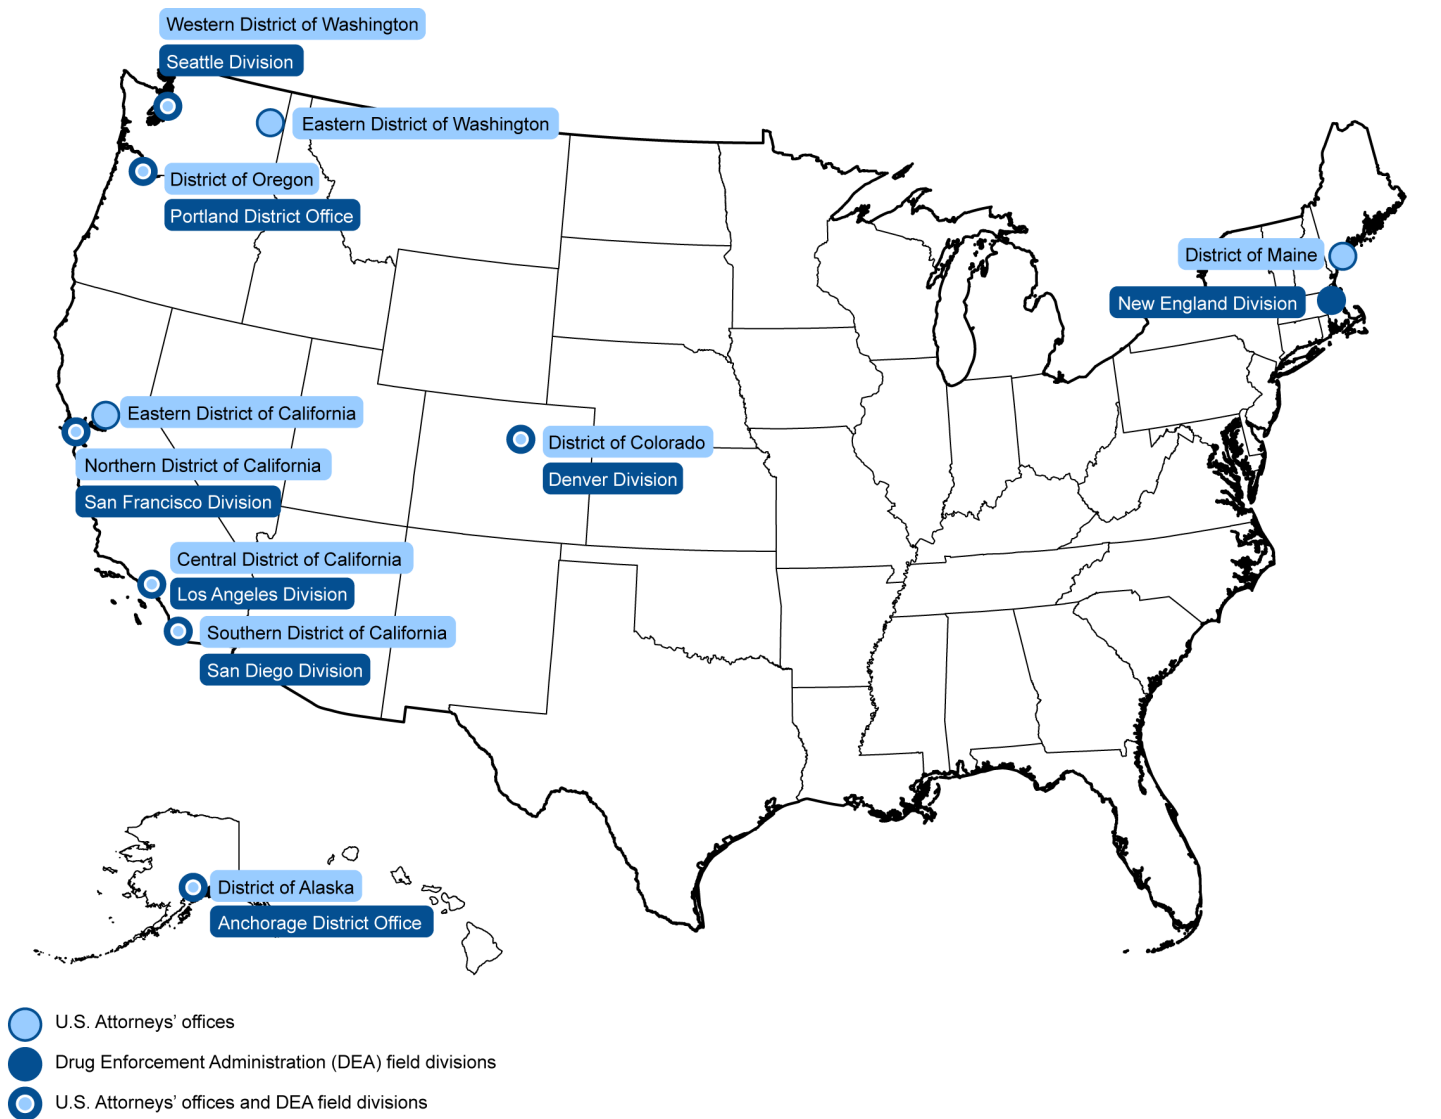 Western District of Washington
Seattle Division
Eastern District of Washington
District of Oregon
Portland District Office
District of Maine
New England Division
Eastern District of California
Northern District of California
San Francisco Division
District of Colorado
Denver Division
Central District of California
Los Angeles Division
Southern District of California
San Diego Division
District of Alaska
Anchorage District Office
U.S. Attorneys’ offices
Drug Enforcement Administration (DEA) field divisions
U.S. Attorneys’ offices and DEA field divisions